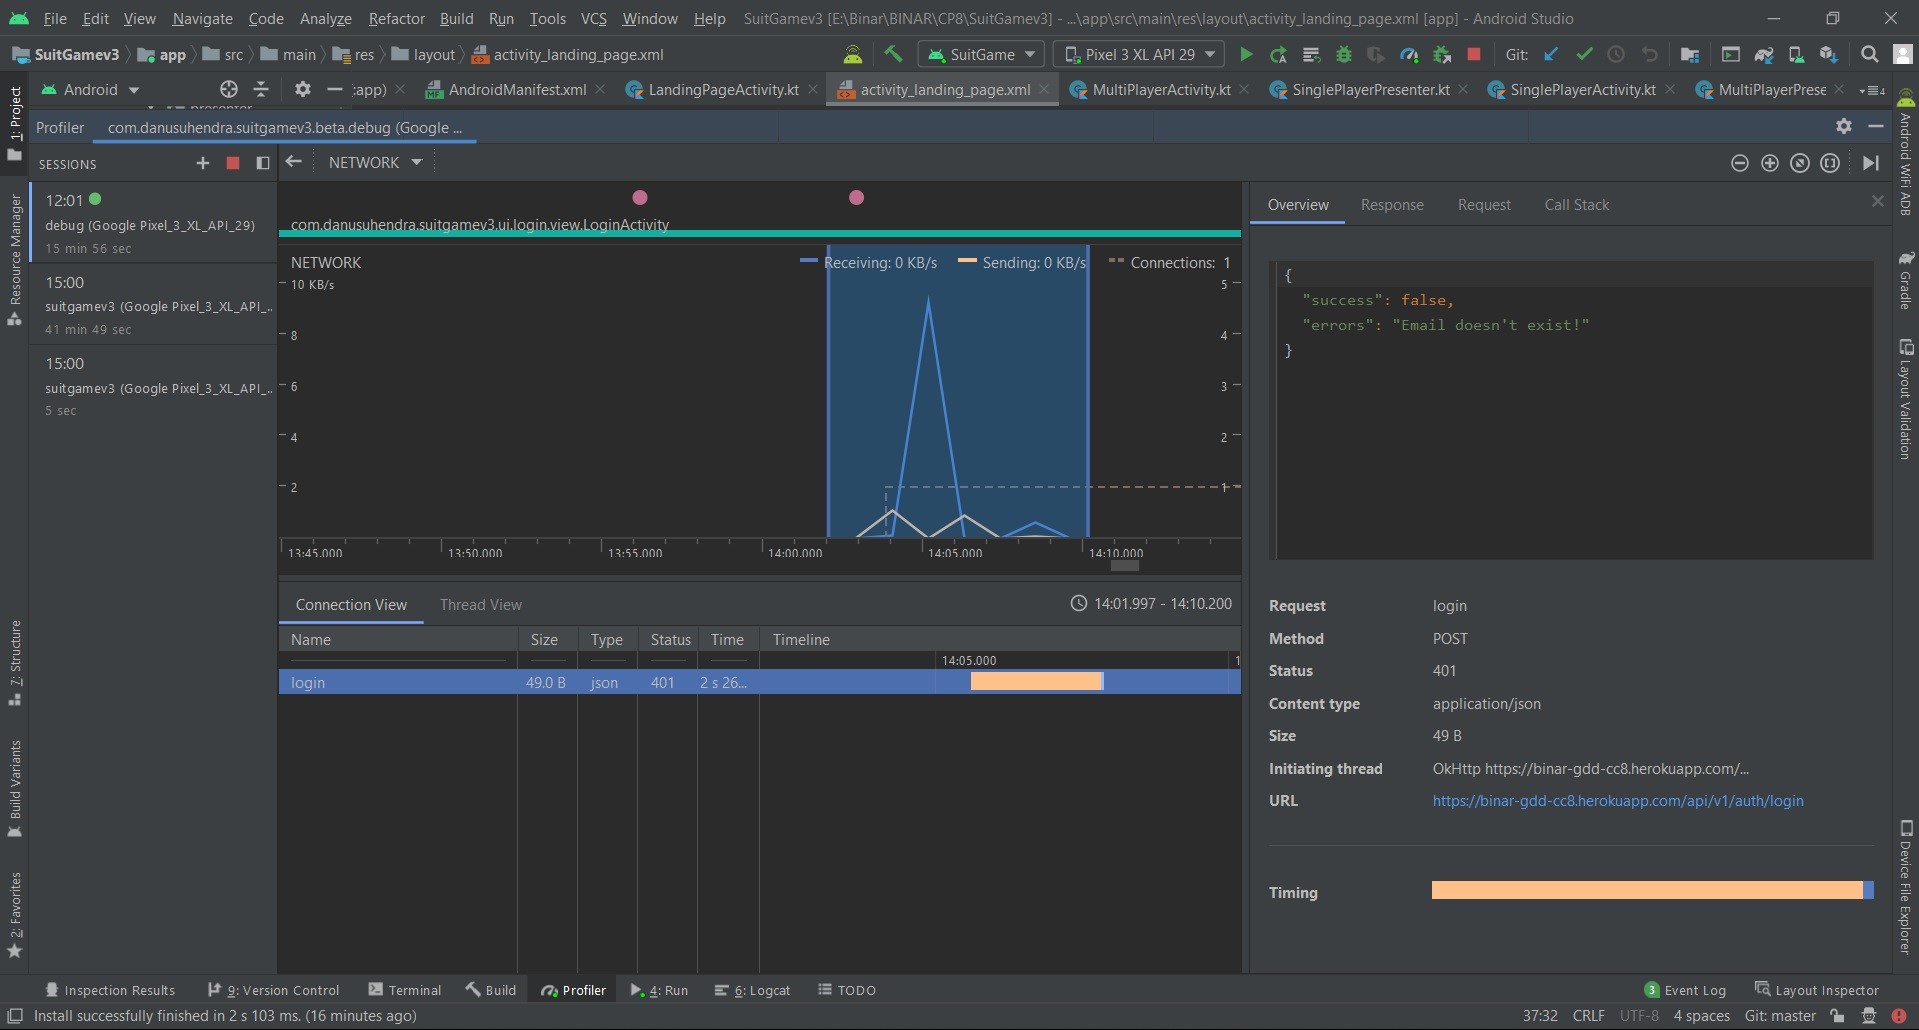 File Edit View Navigate Code Analyze Refactor Build Run Tools VCS Window Help SuitGamev3 [E:\Binar\BINAR\CP8\SuitGamev3] - ...\app\src\main\res\layout\activity_landing_page.xml [app] - Android Studio
SuitGamev3 app src main res layout activity_landing_page.xml SuitGame Pixel 3 XL API 29 Git:
Android :app) AndroidManifest.xml LandingPageActivity.kt activity_landing_page.xml MultiPlayerActivity.kt SinglePlayerPresenter.kt SinglePlayerActivity.kt MultiPlayerPrese
Profiler com.danusuhendra.suitgamev3.beta.debug (Google ...
SESSIONS NETWORK
12:01
debug (Google Pixel_3_XL_API_29)
15 min 56 sec
15:00
suitgamev3 (Google Pixel_3_XL_API_..
41 min 49 sec
15:00
suitgamev3 (Google Pixel_3_XL_API_..
5 sec
com.danusuhendra.suitgamev3.ui.login.view.LoginActivity
NETWORK Receiving: 0 KB/s Sending: 0 KB/s Connections: 1
10 KB/s 5
8 4
6 3
4 2
2 1
13:45.000 13:50.000 13:55.000 14:00.000 14:05.000 14:10.000
Connection View Thread View 14:01.997 - 14:10.200
Name Size Type Status Time Timeline
14:05.000 1
login 49.0 B json 401 2 s 26...
Overview Response Request Call Stack
{
"success": false,
"errors": "Email doesn't exist!"
}
Request login
Method POST
Status 401
Content type application/json
Size 49 B
Initiating thread OkHttp https://binar-gdd-cc8.herokuapp.com/...
URL https://binar-gdd-cc8.herokuapp.com/api/v1/auth/login
Timing
1: Project
Resource Manager
7: Structure
Build Variants
2: Favorites
Android WiFi ADB
Gradle
Layout Validation
Device File Explorer
Inspection Results 9: Version Control Terminal Build Profiler 4: Run 6: Logcat TODO 3 Event Log Layout Inspector
Install successfully finished in 2 s 103 ms. (16 minutes ago) 37:32 CRLF UTF-8 4 spaces Git: master